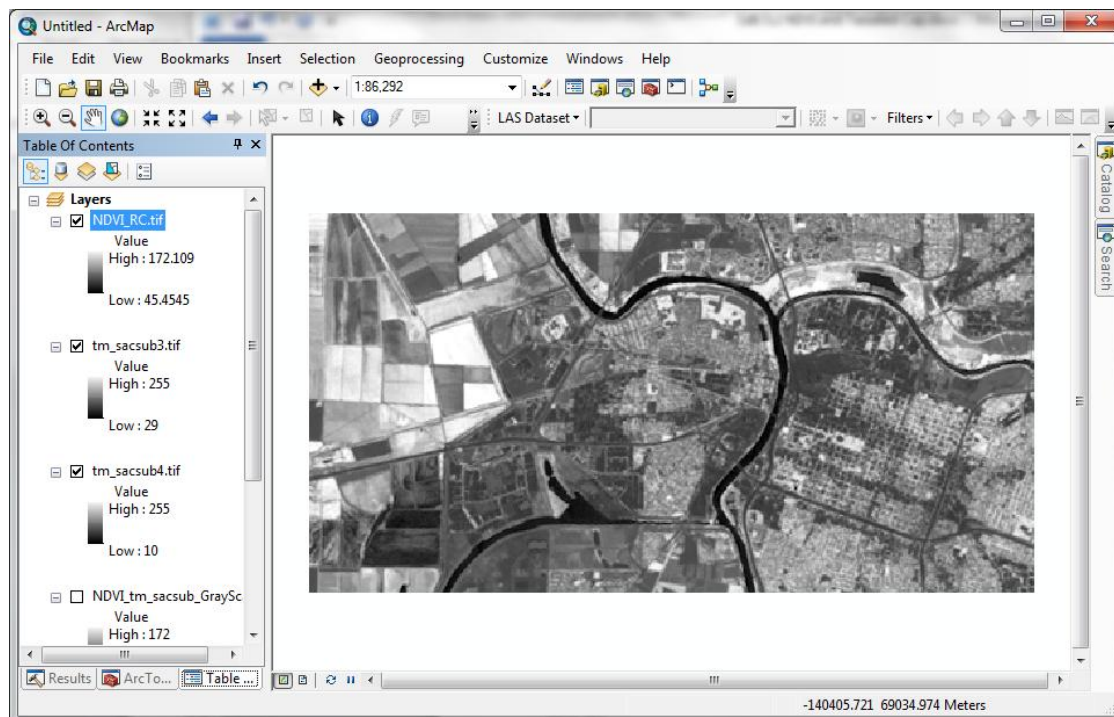 Untitled - ArcMap
File Edit View Bookmarks Insert Selection Geoprocessing Customize Windows Help
1:86,292
LAS Dataset Filters
Table Of Contents
Layers
NDVI_RC.tif
Value
High : 172.109
Low : 45.4545
tm_sacsub3.tif
Value
High : 255
Low : 29
tm_sacsub4.tif
Value
High : 255
Low : 10
NDVI_tm_sacsub_GraySc
Value
High : 172
Results ArcTo... Table ...
Catalog
Search
-140405.721 69034.974 Meters